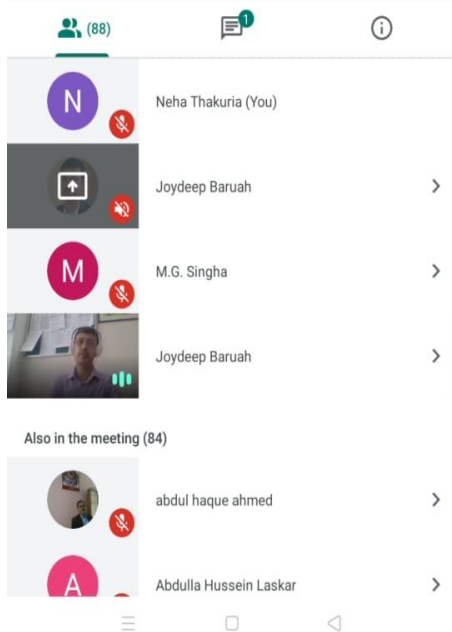 (88)
1
N
Neha Thakuria (You)
Joydeep Baruah
M
M.G. Singha
Joydeep Baruah
Also in the meeting (84)
abdul haque ahmed
A
Abdulla Hussein Laskar